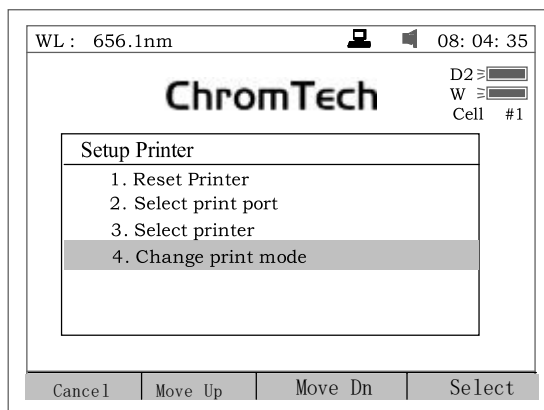 WL: 656.1nm 08: 04: 35
D2
W
ChromTech
Cell #1
Setup Printer
1. Reset Printer
2. Select print port
3. Select printer
4. Change print mode
Cancel Move Up Move Dn Select